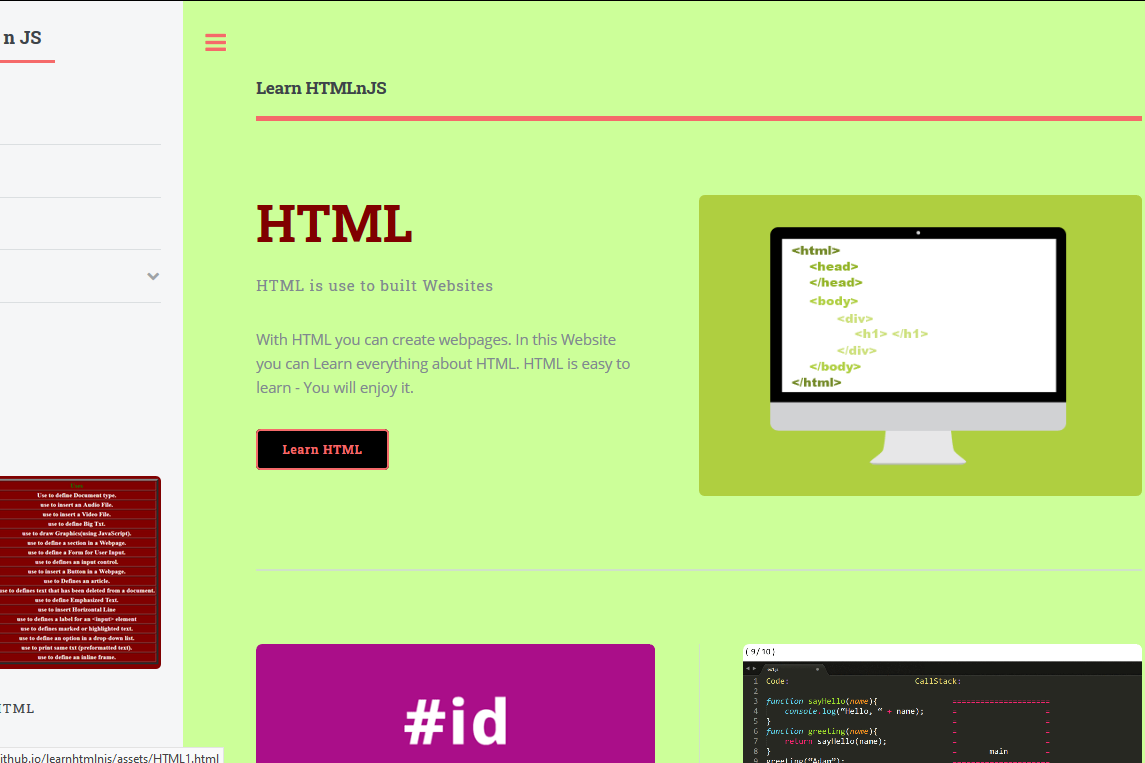 n JS
Learn HTMLnJS
HTML
HTML is use to built Websites
With HTML you can create webpages. In this Website
you can Learn everything about HTML. HTML is easy to
learn - You will enjoy it.
Learn HTML
<html>
<head>
</head>
<body>
<div>
<h1> </h1>
</div>
</body>
</html>
Uses
Use to define Document type.
use to insert an Audio File.
use to insert a Video File.
use to define Big Txt.
use to draw Graphics(using JavaScript).
use to define a section in a Webpage.
use to define a Form for User Input.
use to defines an input control.
use to insert a Button in a Webpage.
use to Defines an article.
use to defines text that has been deleted from a document.
use to define Emphasized Text.
use to insert Horizontal Line
use to defines a label for an <input> element
use to defines marked or highlighted text.
use to define an option in a drop-down list.
use to print same txt (preformatted text).
use to define an inline frame.
HTML
ithub.io/learnhtmlnjs/assets/HTML1.html
#id
(9/10)
1 Code: CallStack:
2
3 function sayHello(name){ =====================
4 console.log("Hello, " + name); - -
5 } - -
6 function greeting(name){ - -
7 return sayHello(name); - -
8 } - main -
9 greeting("Adam"); =====================